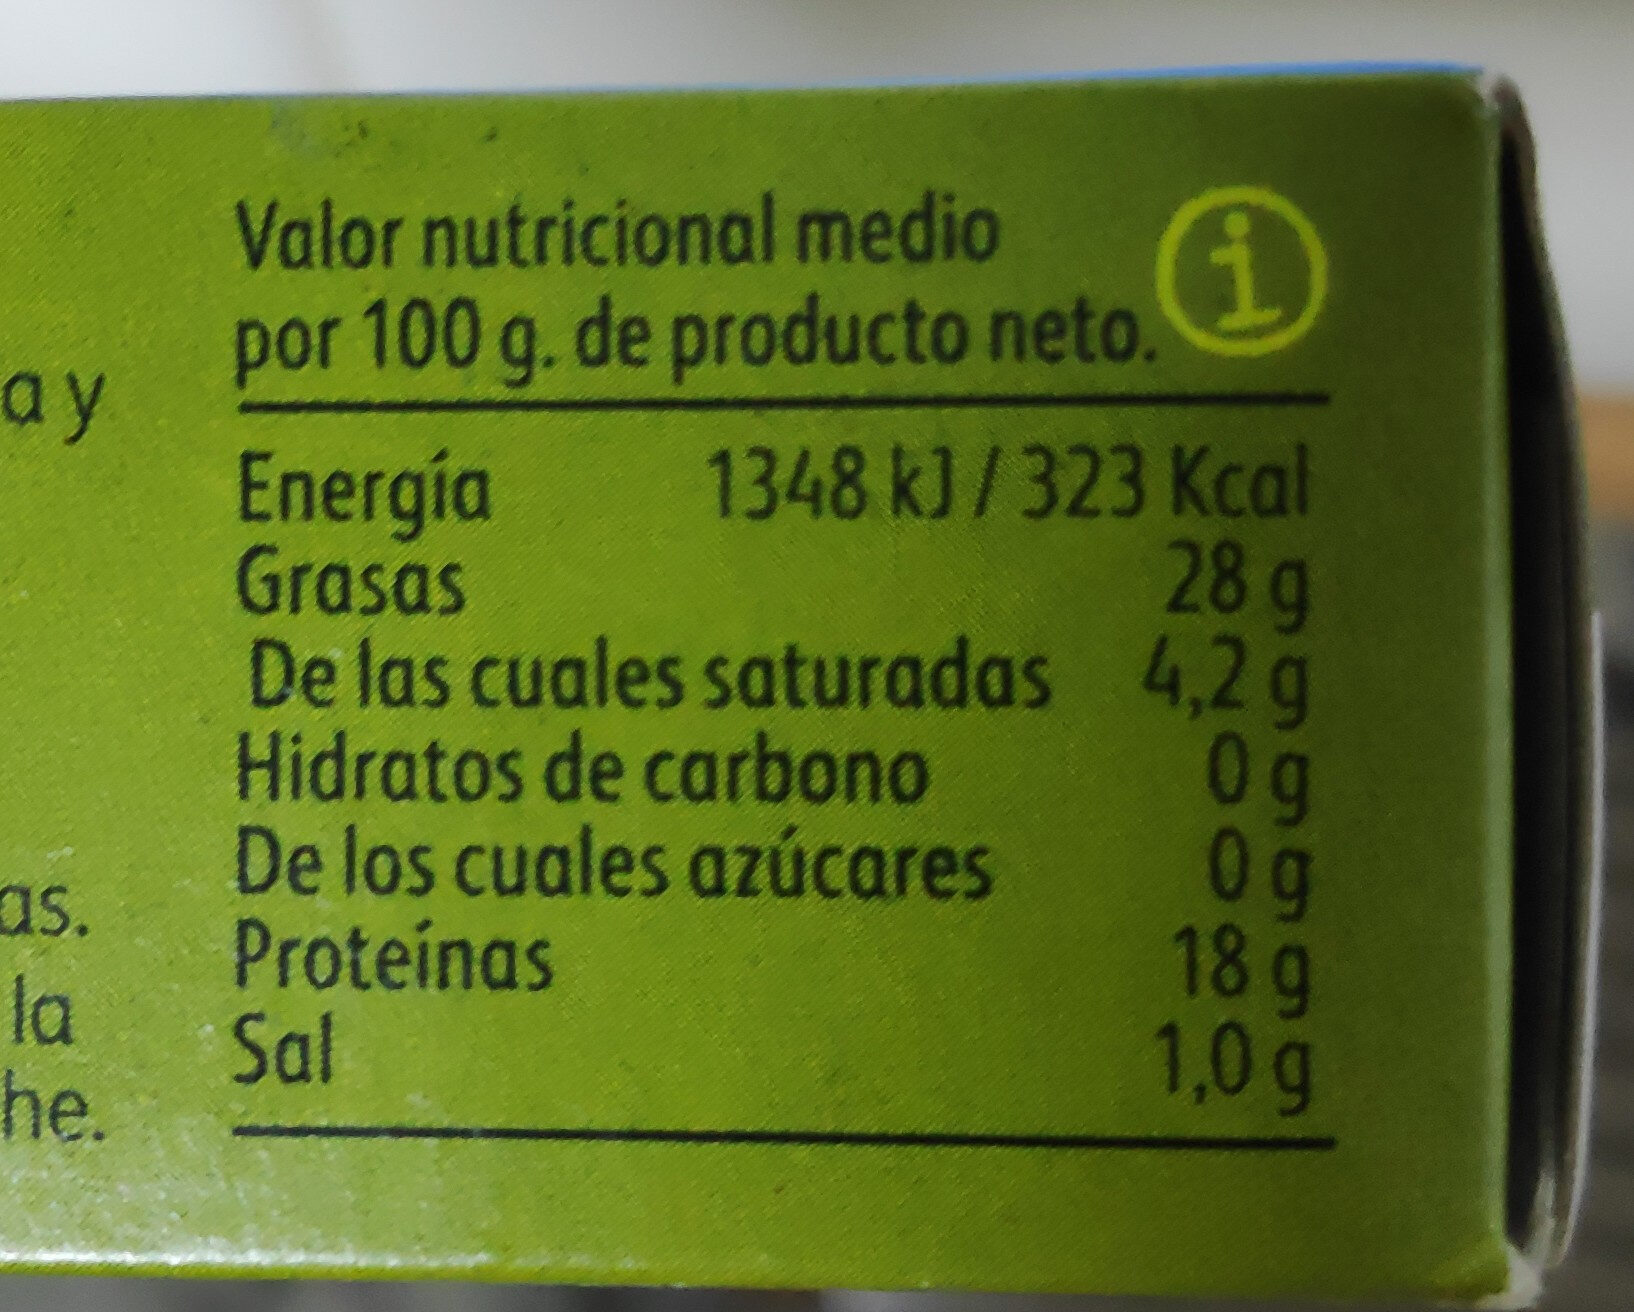 Valor nutricional medio
por 100 g. de producto neto.
i
a y
Energía 1348 kJ / 323 Kcal
Grasas 28 g
De las cuales saturadas 4,2 g
Hidratos de carbono 0 g
De los cuales azúcares 0 g
as.
Proteínas 18 g
la
Sal 1,0 g
he.